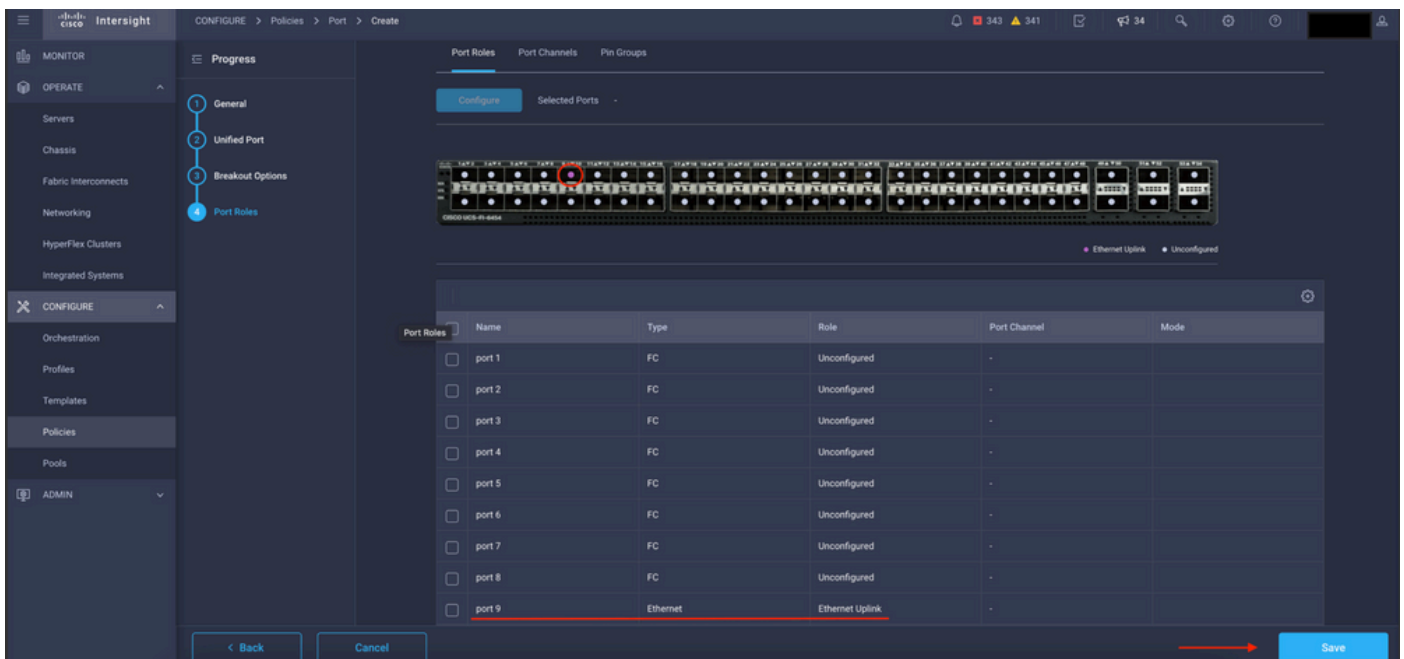 cisco Intersight
CONFIGURE > Policies > Port > Create
343 341 34
MONITOR
OPERATE
Servers
Chassis
Fabric Interconnects
Networking
HyperFlex Clusters
Integrated Systems
CONFIGURE
Orchestration
Profiles
Templates
Policies
Pools
ADMIN
Progress
1 General
2 Unified Port
3 Breakout Options
4 Port Roles
Port Roles Port Channels Pin Groups
Configure Selected Ports -
CISCO UCS-FI-6454
Ethernet Uplink Unconfigured
Port Roles
Name Type Role Port Channel Mode
port 1 FC Unconfigured -
port 2 FC Unconfigured -
port 3 FC Unconfigured -
port 4 FC Unconfigured -
port 5 FC Unconfigured -
port 6 FC Unconfigured -
port 7 FC Unconfigured -
port 8 FC Unconfigured -
port 9 Ethernet Ethernet Uplink -
< Back Cancel Save